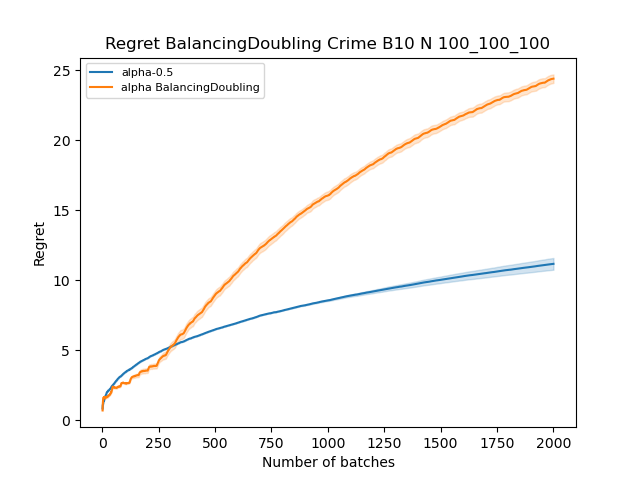 Regret BalancingDoubling Crime B10 N 100_100_100
alpha-0.5
alpha BalancingDoubling
25
20
15
10
5
0
Regret
0 250 500 750 1000 1250 1500 1750 2000
Number of batches